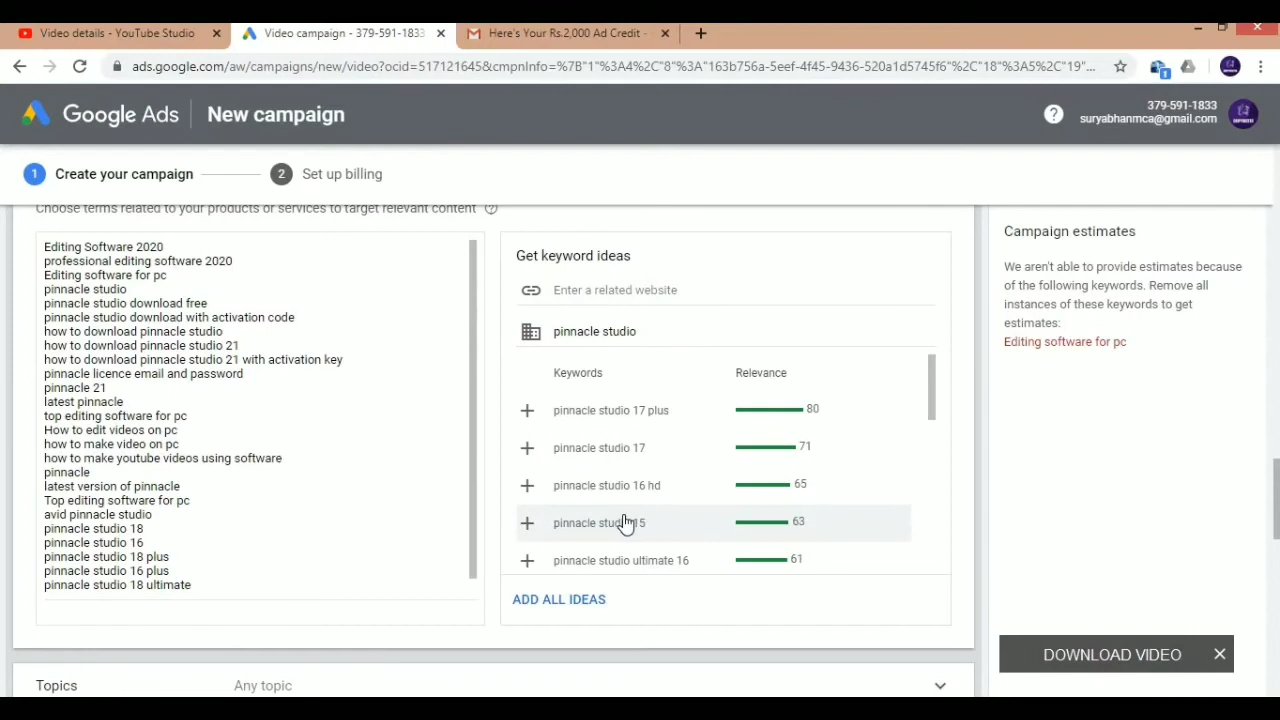 Video details - YouTube Studio
Video campaign - 379-591-1833
Here's Your Rs.2,000 Ad Credit -
ads.google.com/aw/campaigns/new/video?ocid=517121645&cmpnInfo=%7B"1"%3A4%2C"8"%3A"163b756a-5eef-4f45-9436-520a1d5745f6"%2C"18"%3A5%2C"19"...
Google Ads
New campaign
379-591-1833
suryabhanmca@gmail.com
1 Create your campaign
2 Set up billing
Choose terms related to your products or services to target relevant content
Editing Software 2020
professional editing software 2020
Editing software for pc
pinnacle studio
pinnacle studio download free
pinnacle studio download with activation code
how to download pinnacle studio
how to download pinnacle studio 21
how to download pinnacle studio 21 with activation key
pinnacle licence email and password
pinnacle 21
latest pinnacle
top editing software for pc
How to edit videos on pc
how to make video on pc
how to make youtube videos using software
pinnacle
latest version of pinnacle
Top editing software for pc
avid pinnacle studio
pinnacle studio 18
pinnacle studio 16
pinnacle studio 18 plus
pinnacle studio 16 plus
pinnacle studio 18 ultimate
Get keyword ideas
Enter a related website
pinnacle studio
Keywords Relevance
pinnacle studio 17 plus 80
pinnacle studio 17 71
pinnacle studio 16 hd 65
pinnacle studio 15 63
pinnacle studio ultimate 16 61
ADD ALL IDEAS
Campaign estimates
We aren't able to provide estimates because
of the following keywords. Remove all
instances of these keywords to get
estimates:
Editing software for pc
DOWNLOAD VIDEO
Topics
Any topic